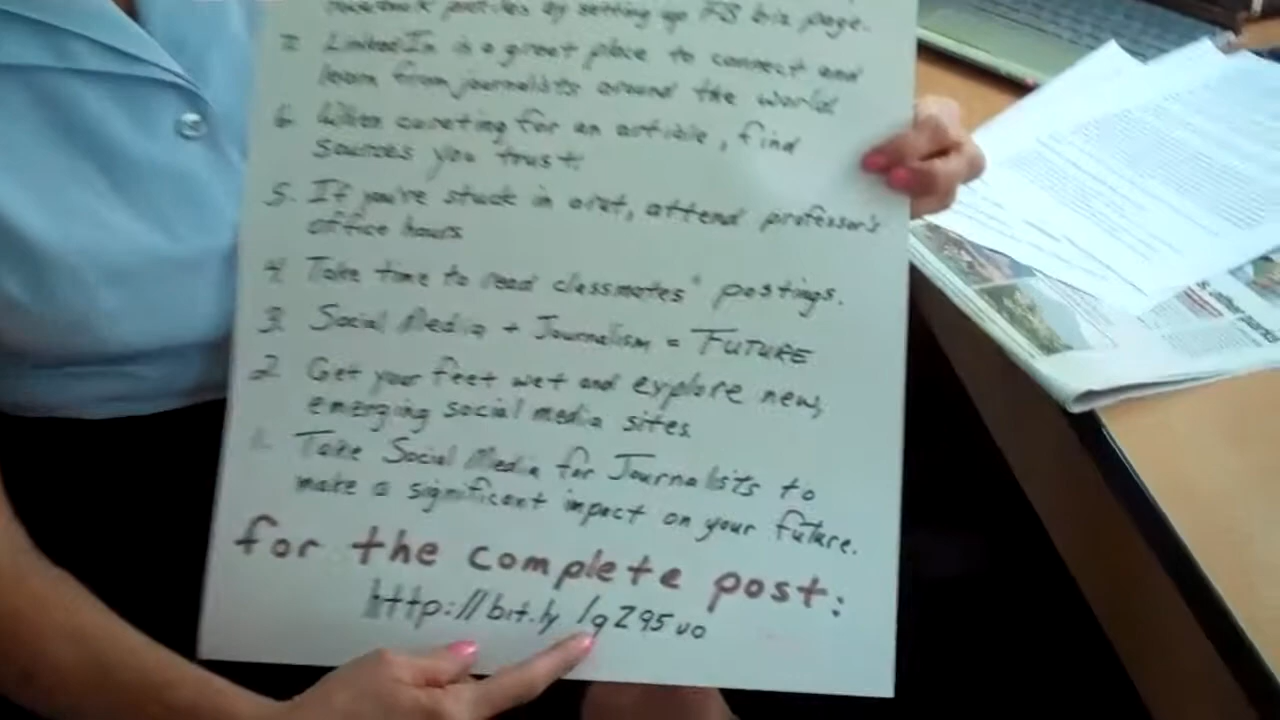 by setting up FB biz page.
7. LinkedIn is a great place to connect and
learn from journalists around the world
6. When curating for an article, find
sources you trust.
5. If you're stuck in a rut, attend professor's
office hours.
4. Take time to read classmates' postings.
3. Social Media + Journalism = FUTURE
2. Get your feet wet and explore new,
emerging social media sites.
1. Take Social Media for Journalists to
make a significant impact on your future.
for the complete post:
http://bit.ly/qZ95uo